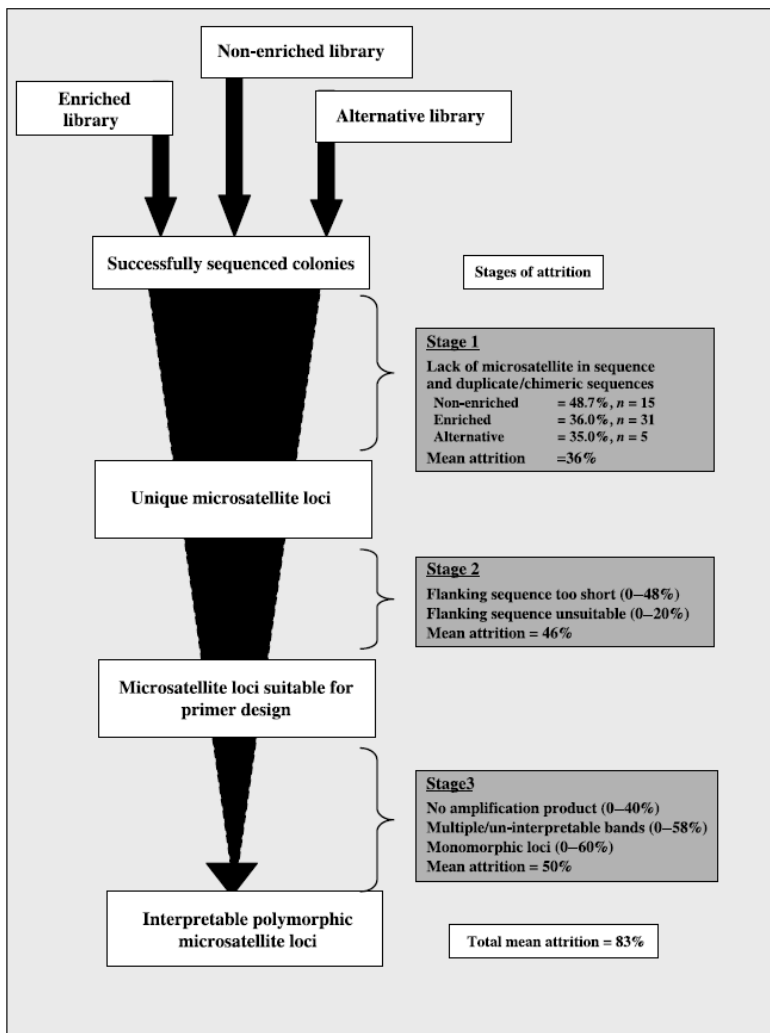 Non-enriched library
Enriched
library
Alternative library
Successfully sequenced colonies
Stages of attrition
Stage 1
Lack of microsatellite in sequence
and duplicate/chimeric sequences
Non-enriched = 48.7%, n = 15
Enriched = 36.0%, n = 31
Alternative = 35.0%, n = 5
Mean attrition =36%
Unique microsatellite loci
Stage 2
Flanking sequence too short (0–48%)
Flanking sequence unsuitable (0–20%)
Mean attrition = 46%
Microsatellite loci suitable for
primer design
Stage3
No amplification product (0–40%)
Multiple/un-interpretable bands (0–58%)
Monomorphic loci (0–60%)
Mean attrition = 50%
Interpretable polymorphic
microsatellite loci
Total mean attrition = 83%